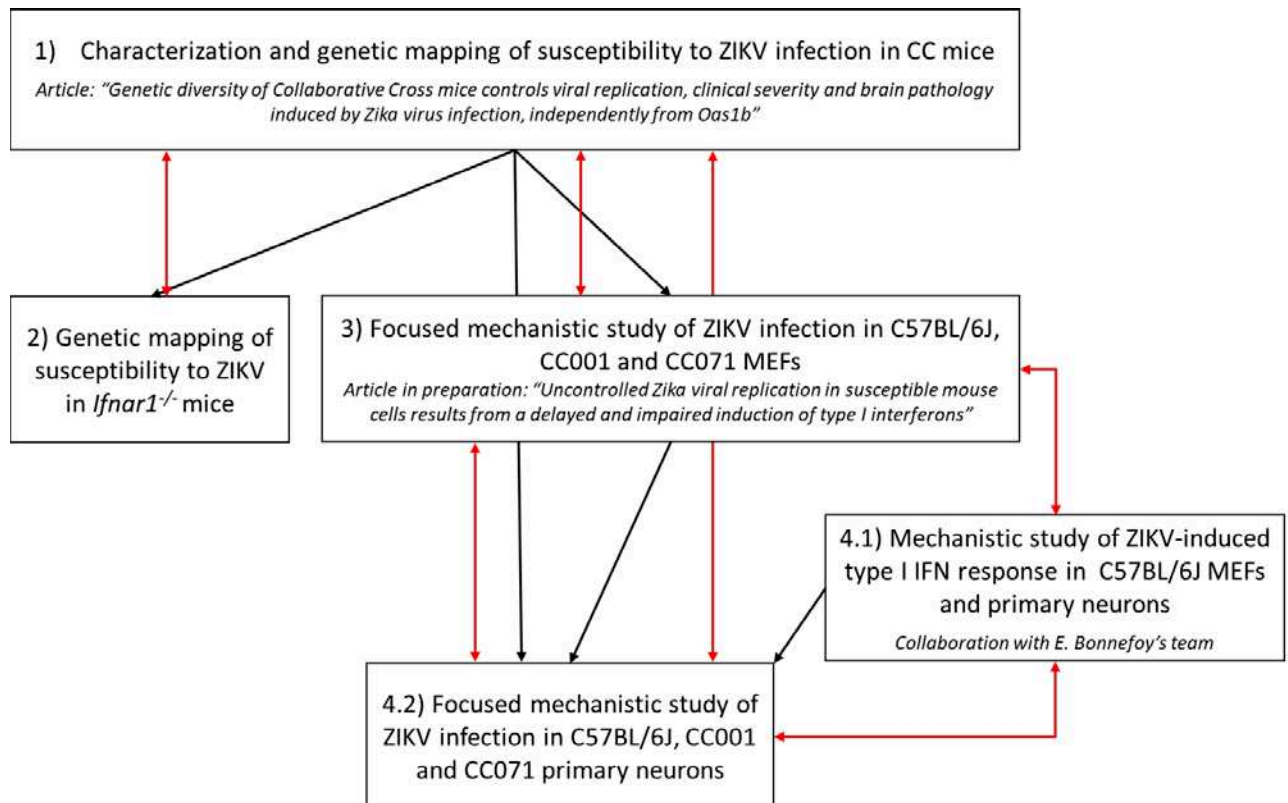 1) Characterization and genetic mapping of susceptibility to ZIKV infection in CC mice
Article: “Genetic diversity of Collaborative Cross mice controls viral replication, clinical severity and brain pathology
induced by Zika virus infection, independently from Oas1b”
2) Genetic mapping of
susceptibility to ZIKV
in Ifnar1-/- mice
3) Focused mechanistic study of ZIKV infection in C57BL/6J,
CC001 and CC071 MEFs
Article in preparation: “Uncontrolled Zika viral replication in susceptible mouse
cells results from a delayed and impaired induction of type I interferons”
4.1) Mechanistic study of ZIKV-induced
type I IFN response in C57BL/6J MEFs
and primary neurons
Collaboration with E. Bonnefoy’s team
4.2) Focused mechanistic study of
ZIKV infection in C57BL/6J, CC001
and CC071 primary neurons